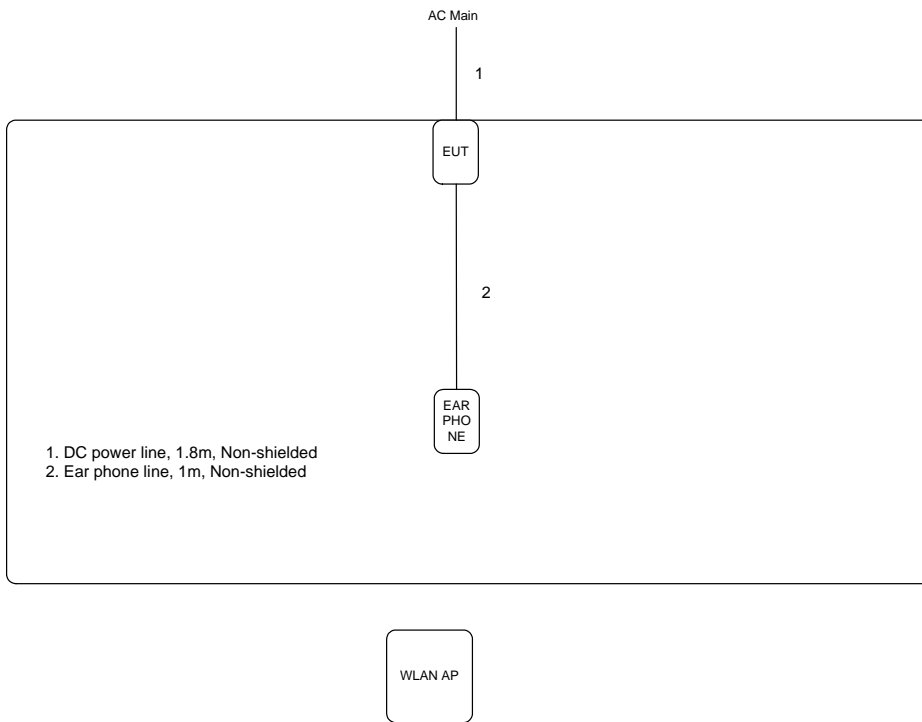 AC Main
1
EUT
2
EAR
PHO
NE
1. DC power line, 1.8m, Non-shielded
2. Ear phone line, 1m, Non-shielded
WLAN AP